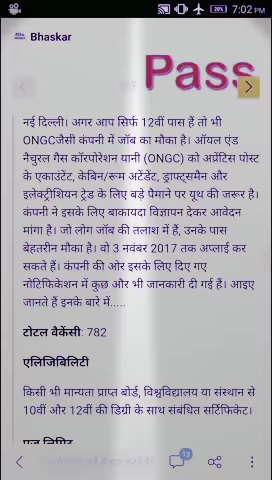 20%
7:02 PM
Bhaskar
Pass
नई दिल्ली। अगर आप सिर्फ 12वीं पास हैं तो भी
ONGCजैसी कंपनी में जॉब का मौका है। ऑयल एंड
नैचुरल गैस कॉरपोरेशन यानी (ONGC) को अप्रेंटिस पोस्ट
के एकाउंटेंट, केबिन/रूम अटेंडेंट, ड्राफ्ट्समैन और
इलेक्ट्रीशियन ट्रेड के लिए बड़े पैमाने पर यूथ की जरूर है।
कंपनी ने इसके लिए बाकायदा विज्ञापन देकर आवेदन
मांगा है। जो लोग जॉब की तलाश में हैं, उनके पास
बेहतरीन मौका है। वो 3 नवंबर 2017 तक अप्लाई कर
सकते हैं। कंपनी की ओर इसके लिए दिए गए
नोटिफिकेशन में कुछ और भी जानकारी दी गई हैं। आइए
जानते हैं इनके बारे में.....
टोटल वैकेंसी: 782
एलिजिबिलिटी
किसी भी मान्यता प्राप्त बोर्ड, विश्वविद्यालय या संस्थान से
10वीं और 12वीं की डिग्री के साथ संबंधित सर्टिफिकेट।
13